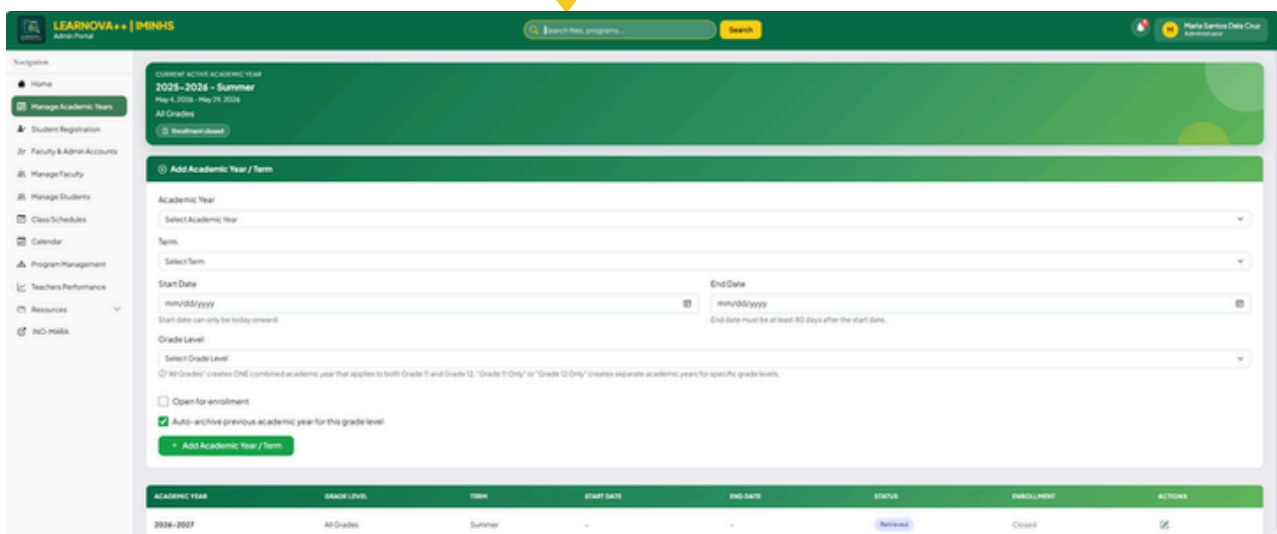 LEARNOVA++ | IMINHS
Admin Portal
Search files, programs...
Search
M
Maria Santos Dela Cruz
Administrator
Navigation
Home
Manage Academic Years
Student Registration
Faculty & Admin Accounts
Manage Faculty
Manage Students
Class Schedules
Calendar
Program Management
Teachers Performance
Resources
INO-MARA
CURRENT ACTIVE ACADEMIC YEAR
2025-2026 - Summer
May 4, 2026 - May 29, 2026
All Grades
Enrollment closed
Add Academic Year / Term
Academic Year
Select Academic Year
Term
Select Term
Start Date
End Date
mm/dd/yyyy
mm/dd/yyyy
Start date can only be today onward.
End date must be at least 80 days after the start date.
Grade Level
Select Grade Level
"All Grades" creates ONE combined academic year that applies to both Grade 11 and Grade 12. "Grade 11 Only" or "Grade 12 Only" creates separate academic years for specific grade levels.
Open for enrollment
Auto-archive previous academic year for this grade level
+ Add Academic Year / Term
ACADEMIC YEAR GRADE LEVEL TERM START DATE END DATE STATUS ENROLLMENT ACTIONS
2026-2027 All Grades Summer - - Retrieved Closed